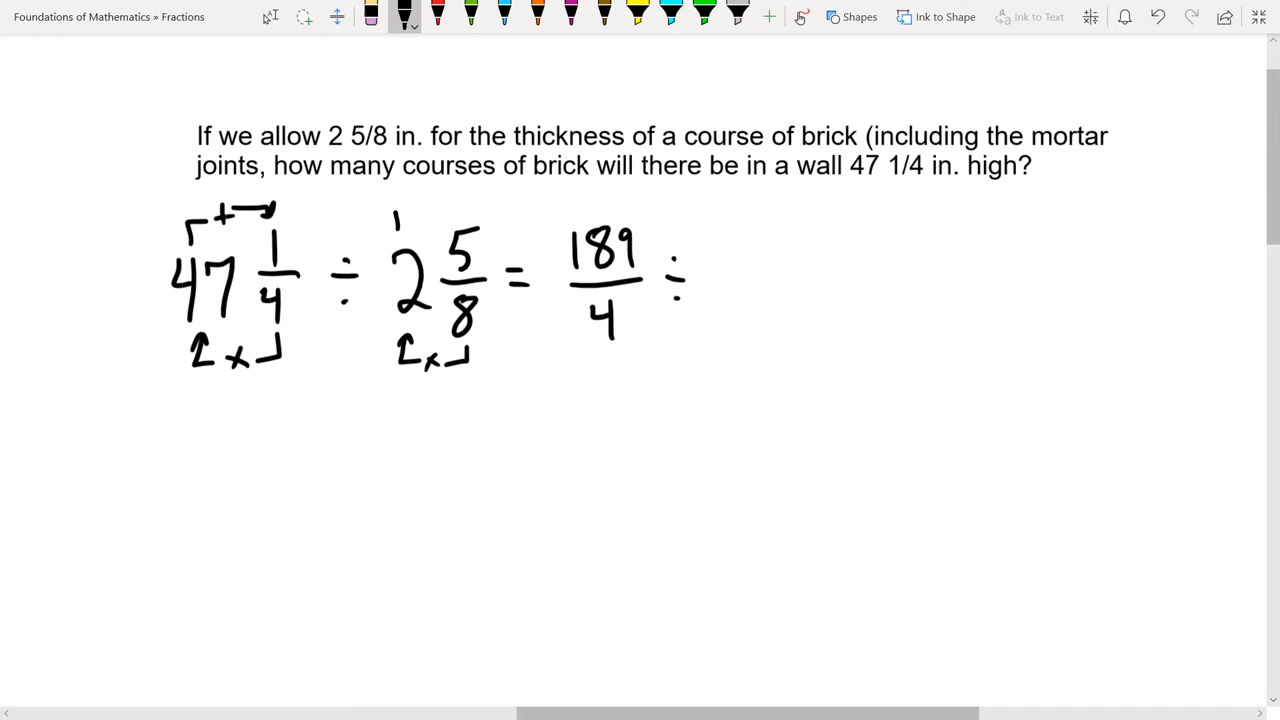 Foundations of Mathematics » Fractions Shapes Ink to Shape Ink to Text
If we allow 2 5/8 in. for the thickness of a course of brick (including the mortar
joints, how many courses of brick will there be in a wall 47 1/4 in. high?
47 1/4 ÷ 2 5/8 = 189/4 ÷